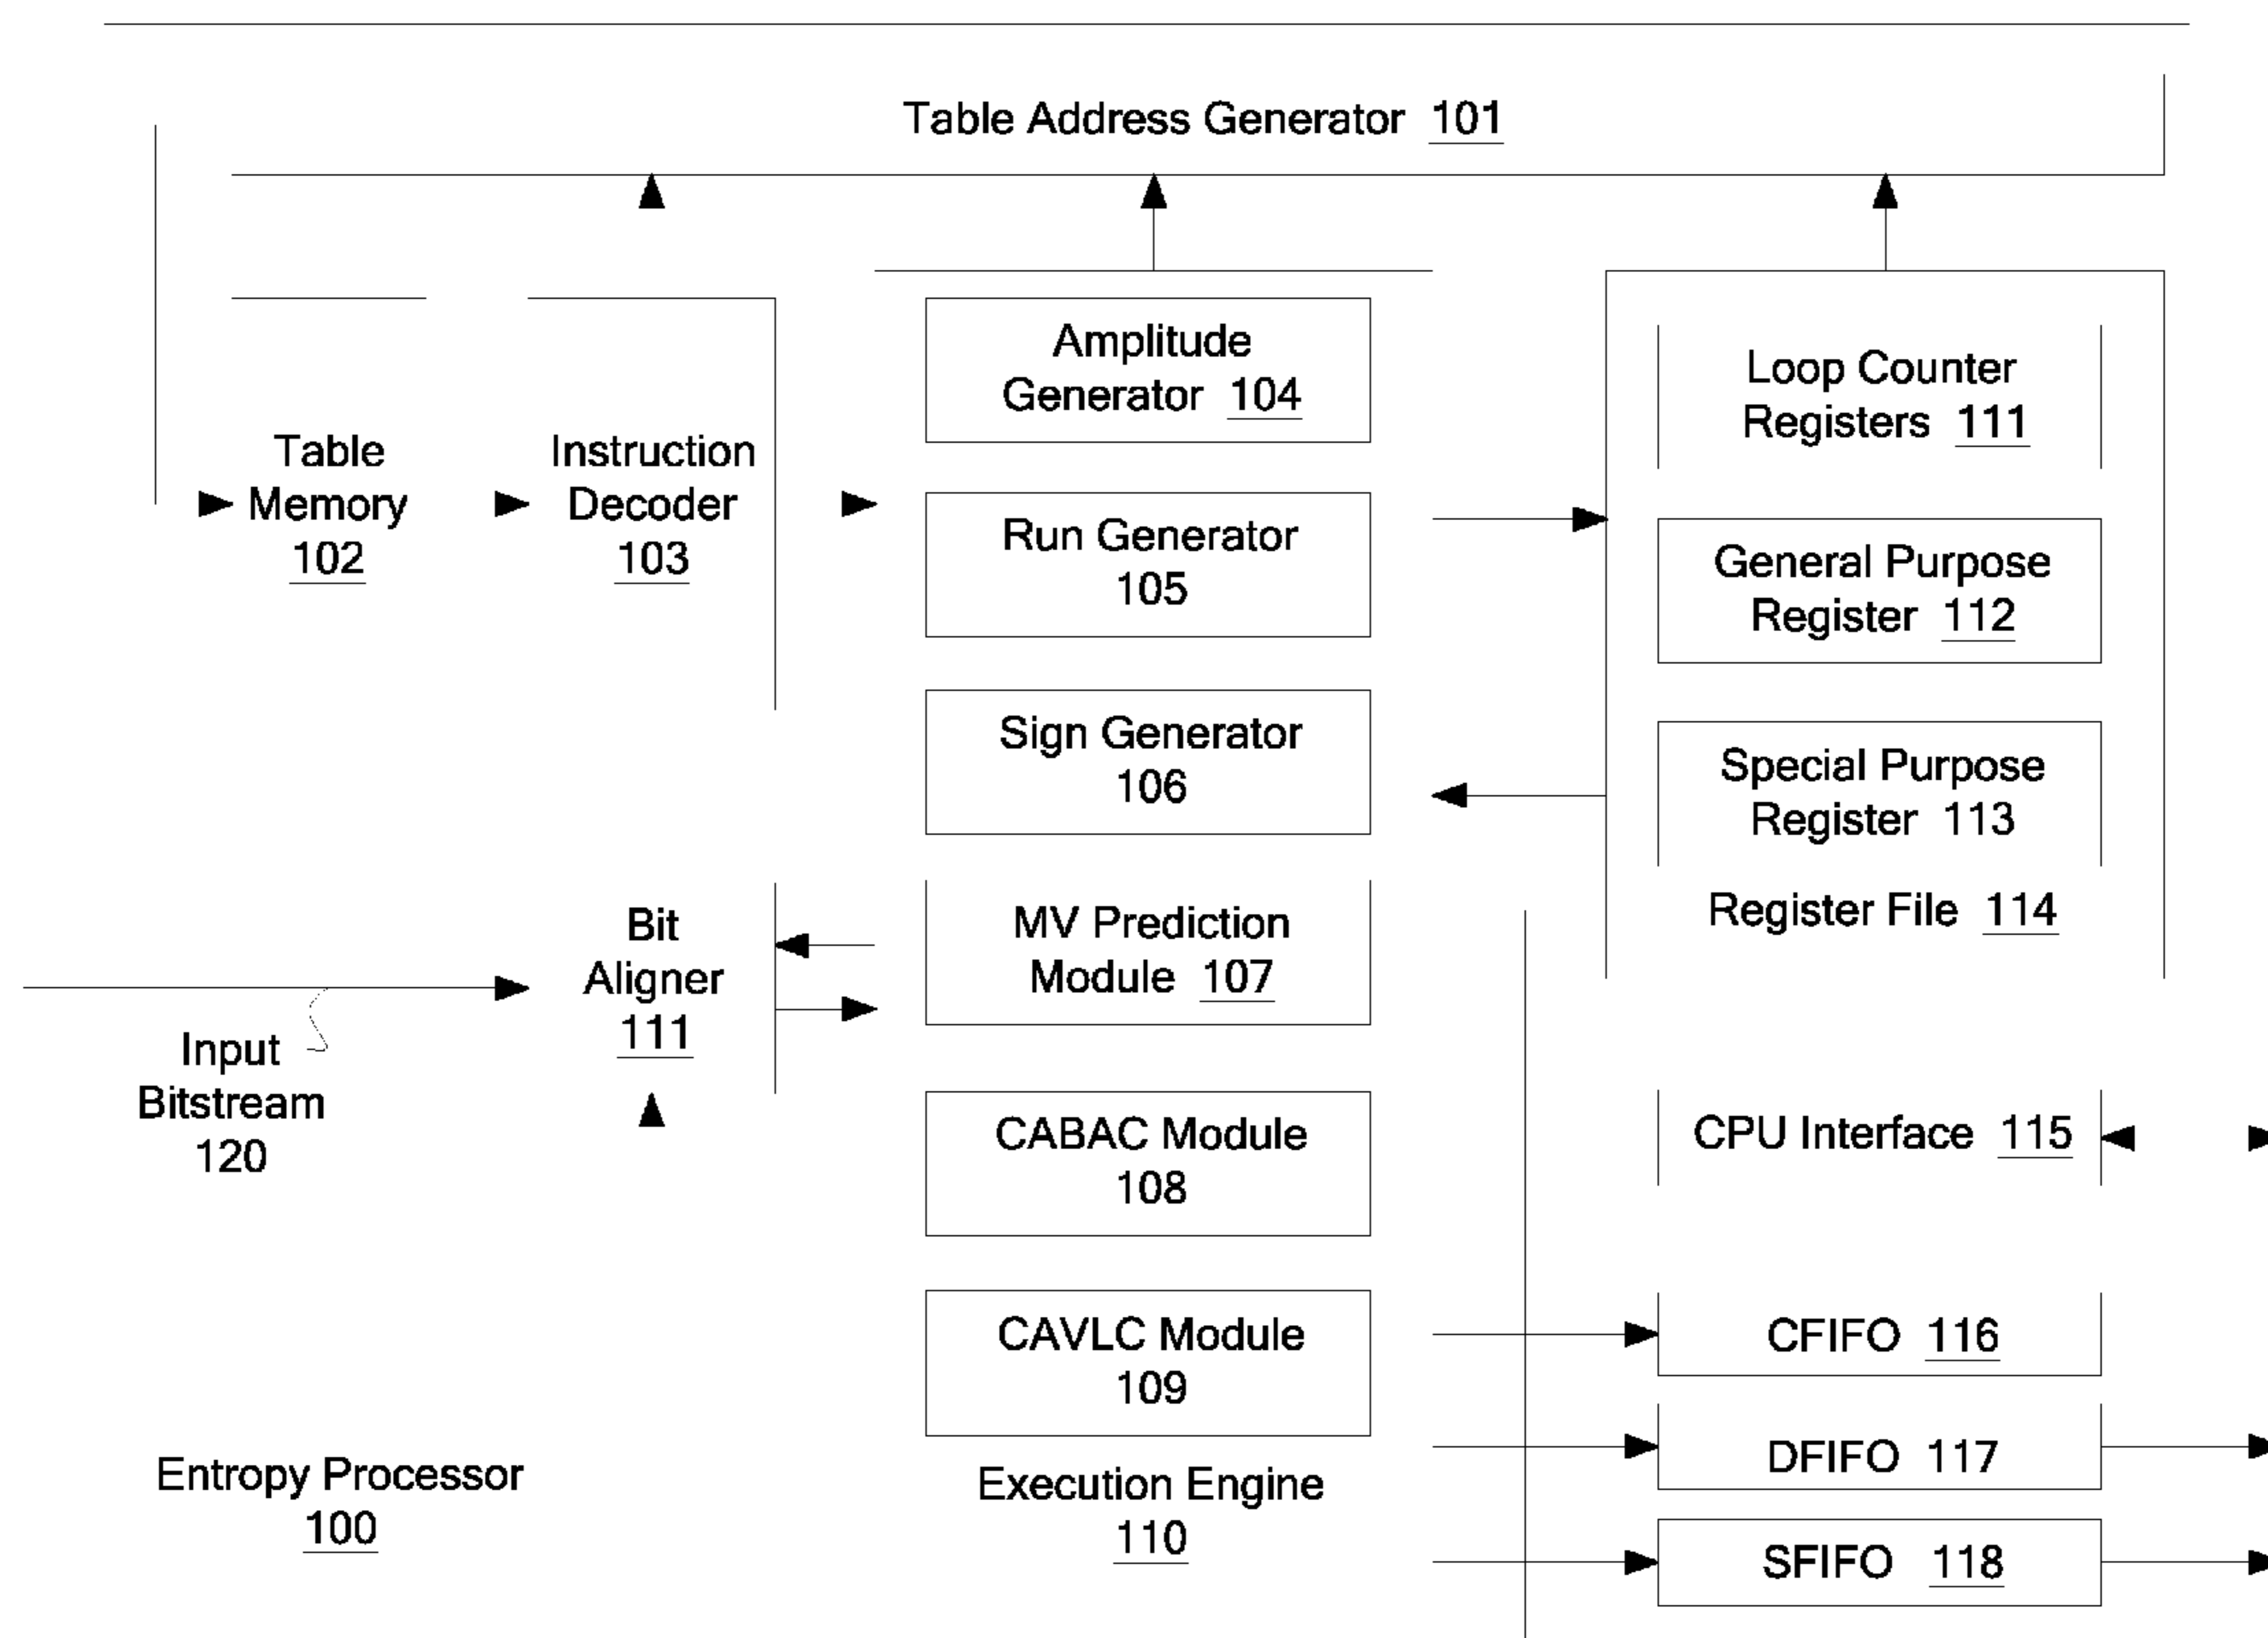 Table Address Generator 101
Table
Memory
102
Instruction
Decoder
103
Amplitude
Generator 104
Run Generator
105
Sign Generator
106
MV Prediction
Module 107
CABAC Module
108
CAVLC Module
109
Execution Engine
110
Loop Counter
Registers 111
General Purpose
Register 112
Special Purpose
Register 113
Register File 114
Bit
Aligner
111
Input
Bitstream
120
CPU Interface 115
CFIFO 116
DFIFO 117
SFIFO 118
Entropy Processor
100